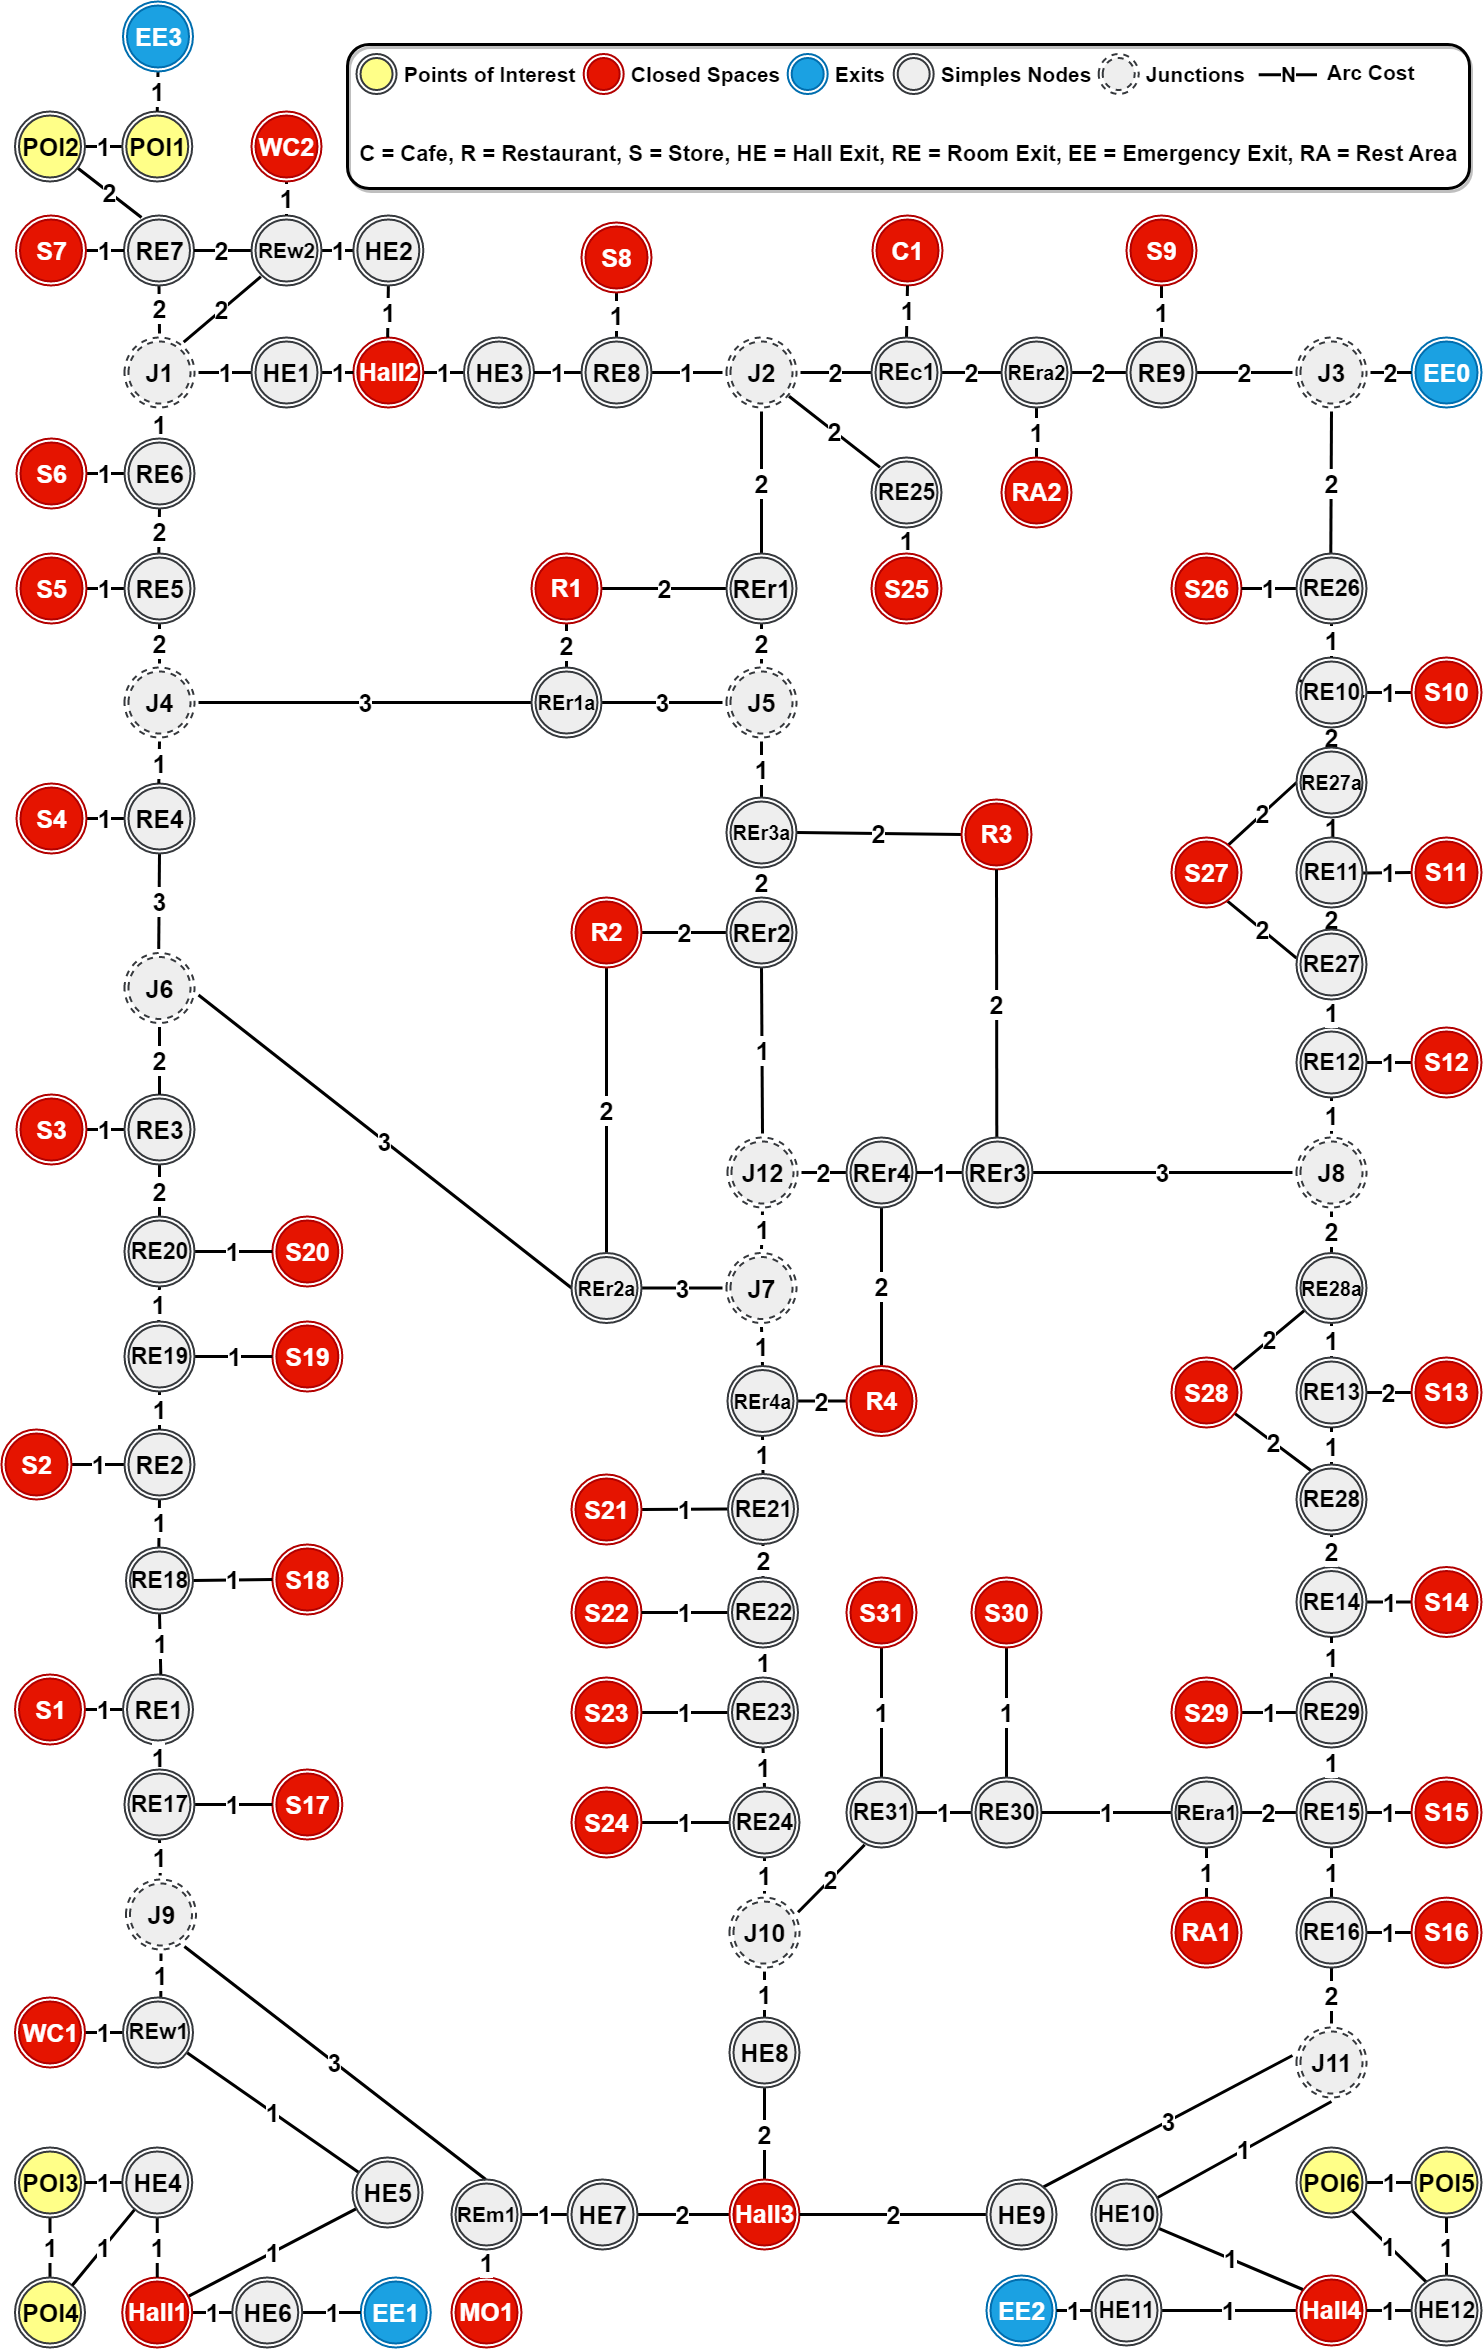 EE3
Points of Interest Closed Spaces Exits Simples Nodes Junctions N Arc Cost
1
POI2 1 POI1 WC2
C = Cafe, R = Restaurant, S = Store, HE = Hall Exit, RE = Room Exit, EE = Emergency Exit, RA = Rest Area
2 1
S7 1 RE7 2 REw2 1 HE2 S8 C1 S9
2 2 1 1 1 1
J1 1 HE1 1 Hall2 1 HE3 1 RE8 1 J2 2 REc1 2 REra2 2 RE9 2 J3 2 EE0
1 2 1
S6 1 RE6 2 RE25 RA2 2
2 1
S5 1 RE5 R1 2 REr1 S25 S26 1 RE26
2 2 2 1
J4 3 REr1a 3 J5 RE10 1 S10
1 1 2
RE27a
S4 1 RE4 REr3a 2 R3 2 1
3 2 S27 RE11 1 S11
R2 2 REr2 2 2
J6 RE27
2 1 2 1
RE12 1 S12
S3 1 RE3 2 3 1
2 J12 2 REr4 1 REr3 3 J8
RE20 1 S20 1 2 2
1 REr2a 3 J7 RE28a
RE19 1 S19 1 2 1
1 REr4a 2 R4 S28 RE13 2 S13
S2 1 RE2 1 2 1
1 S21 1 RE21 RE28
RE18 1 S18 2 2
1 S22 1 RE22 S31 S30 RE14 1 S14
1 1
S1 1 RE1 S23 1 RE23 1 1 S29 1 RE29
1 1 1
RE17 1 S17 S24 1 RE24 RE31 1 RE30 1 REra1 2 RE15 1 S15
1 1 2 1 1
J9 J10 RA1 RE16 1 S16
1 1 2
WC1 1 REw1 3 HE8 J11
1 2 3 1
POI3 1 HE4 HE5 POI6 1 POI5
1 1 1 1 REm1 1 HE7 2 Hall3 2 HE9 HE10 1 1 1
POI4 Hall1 1 HE6 1 EE1 1 MO1 EE2 1 HE11 1 Hall4 1 HE12